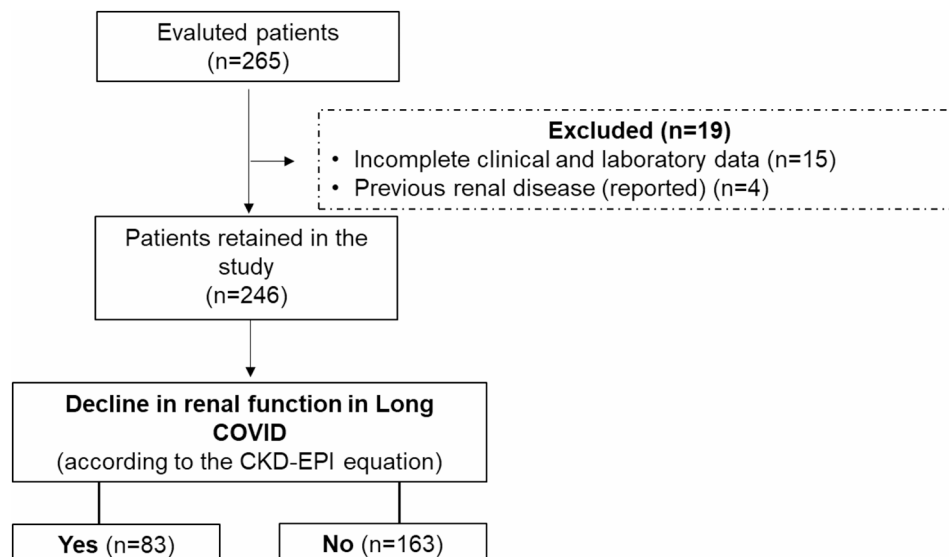 Evaluted patients
(n=265)
Excluded (n=19)
• Incomplete clinical and laboratory data (n=15)
• Previous renal disease (reported) (n=4)
Patients retained in the
study
(n=246)
Decline in renal function in Long
COVID
(according to the CKD-EPI equation)
Yes (n=83)
No (n=163)